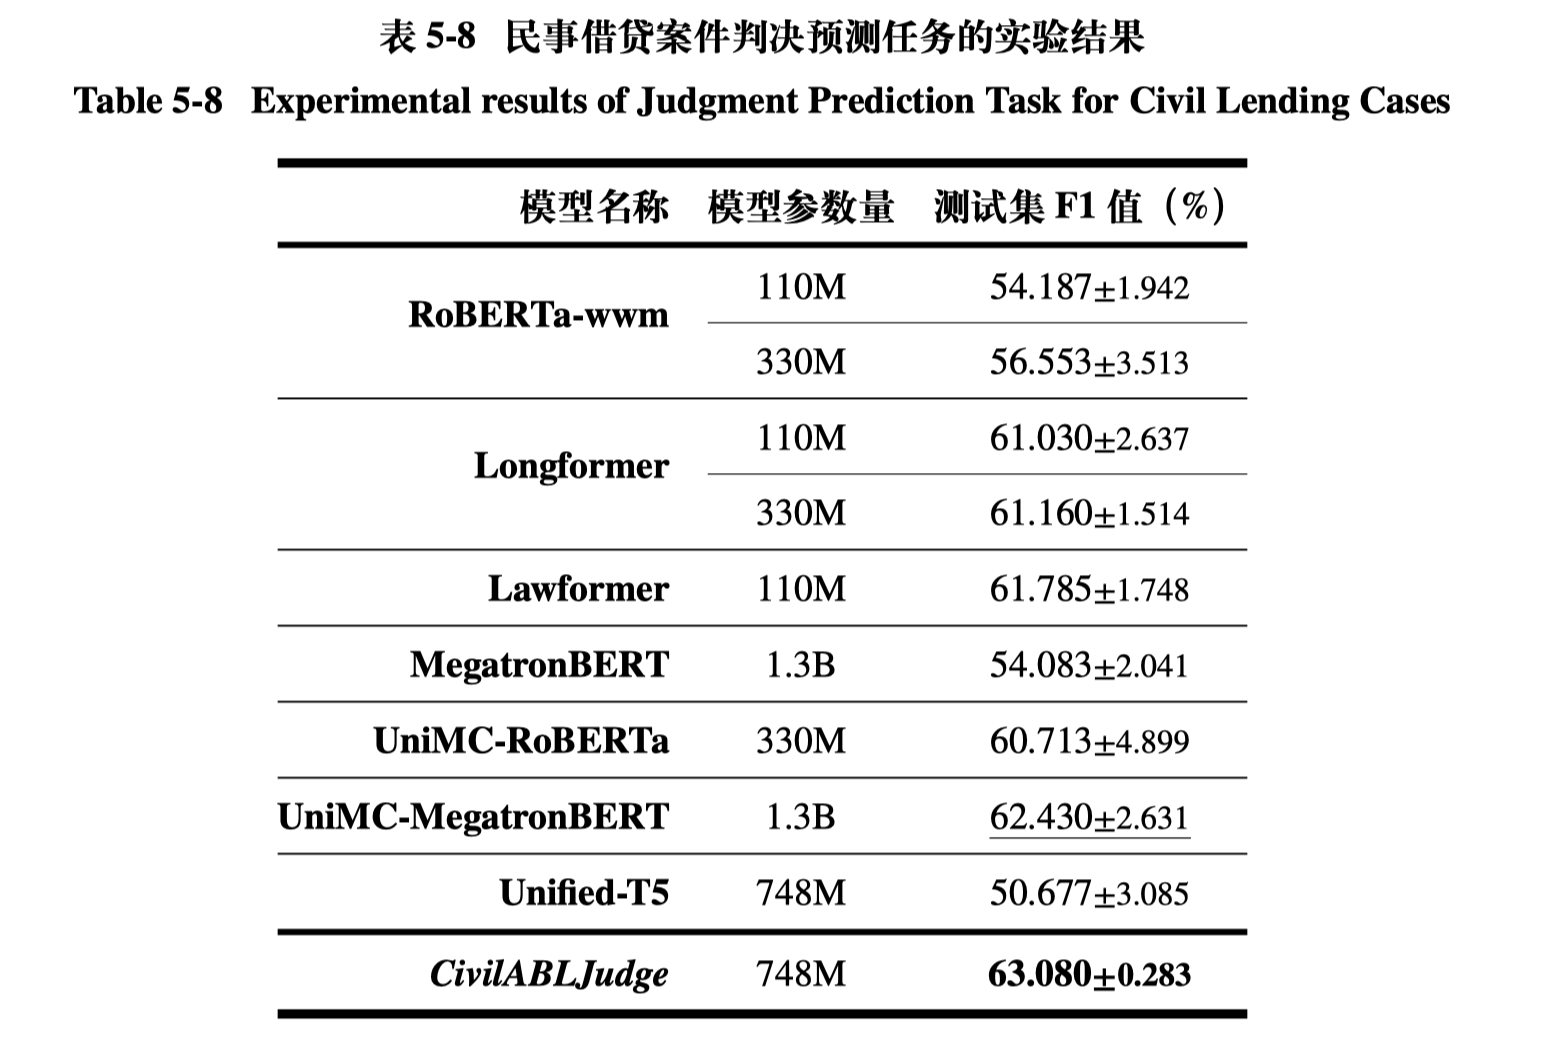 表 5-8 民事借贷案件判决预测任务的实验结果
Table 5-8 Experimental results of Judgment Prediction Task for Civil Lending Cases
模型名称 模型参数量 测试集 F1 值（%）
RoBERTa-wwm 110M 54.187±1.942
330M 56.553±3.513
Longformer 110M 61.030±2.637
330M 61.160±1.514
Lawformer 110M 61.785±1.748
MegatronBERT 1.3B 54.083±2.041
UniMC-RoBERTa 330M 60.713±4.899
UniMC-MegatronBERT 1.3B 62.430±2.631
Unified-T5 748M 50.677±3.085
CivilABLJudge 748M 63.080±0.283